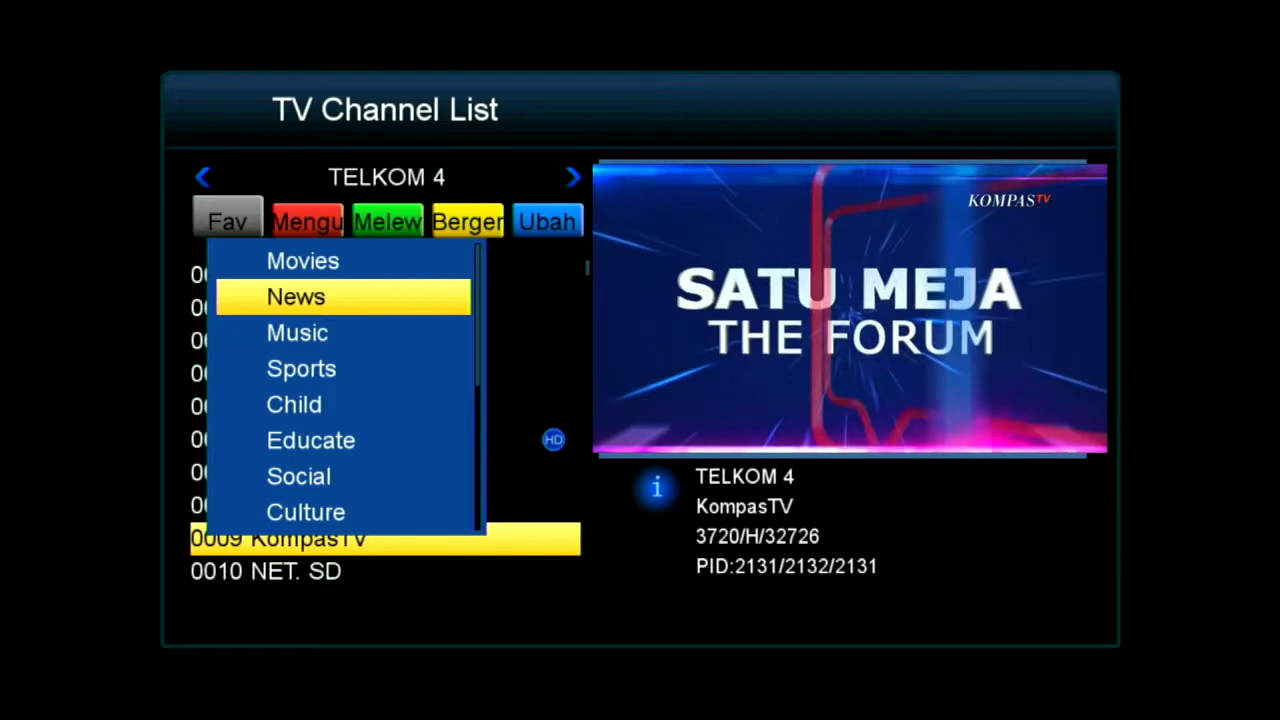 TV Channel List
TELKOM 4
Fav Mengu Melew Berger Ubah
Movies
News
Music
Sports
Child
Educate
Social
Culture
HD
0009 KompasTV
0010 NET. SD
KOMPASTV
SATU MEJA
THE FORUM
i
TELKOM 4
KompasTV
3720/H/32726
PID:2131/2132/2131